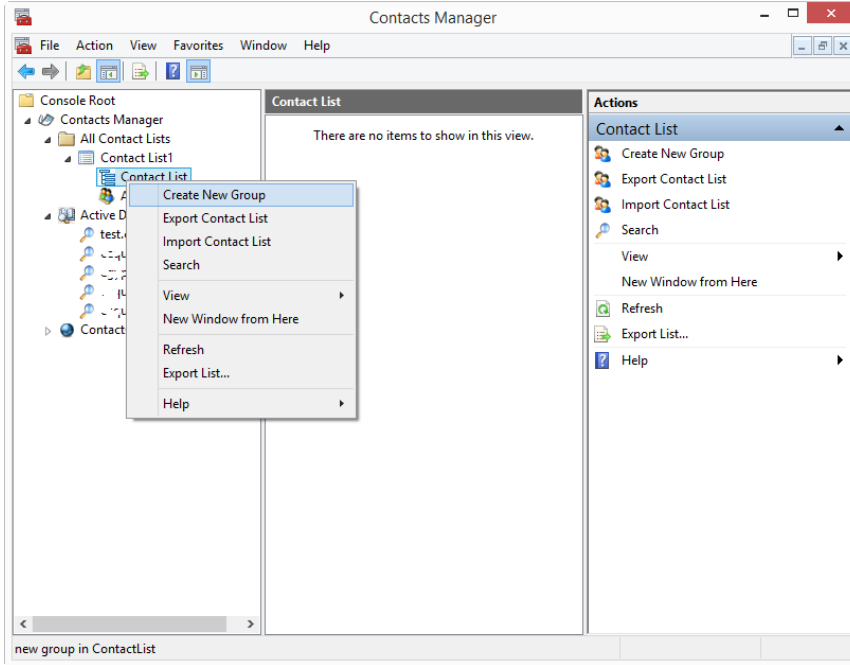 Contacts Manager
File Action View Favorites Window Help
Console Root
Contacts Manager
All Contact Lists
Contact List1
Contact List
Active D
test.
Contact
Create New Group
Export Contact List
Import Contact List
Search
View
New Window from Here
Refresh
Export List...
Help
Contact List
There are no items to show in this view.
Actions
Contact List
Create New Group
Export Contact List
Import Contact List
Search
View
New Window from Here
Refresh
Export List...
Help
new group in ContactList